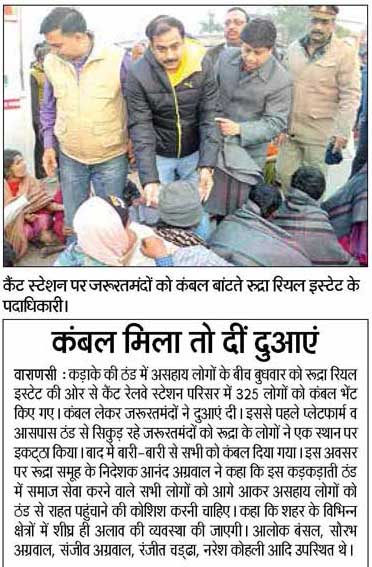 कैंट स्टेशन पर जरूरतमंदों को कंबल बांटते रुद्रा रियल इस्टेट के
पदाधिकारी।
कंबल मिला तो दीं दुआएं
वाराणसी : कड़ाके की ठंड में असहाय लोगों के बीच बुधवार को रूद्रा रियल
इस्टेट की ओर से कैंट रेलवे स्टेशन परिसर में 325 लोगों को कंबल भेंट
किए गए। कंबल लेकर जरूरतमंदों ने दुआएं दी। इससे पहले प्लेटफार्म व
आसपास ठंड से सिकुड़ रहे जरूरतमंदों को रूद्रा के लोगों ने एक स्थान पर
इकट्ठा किया। बाद में बारी-बारी से सभी को कंबल दिया गया। इस अवसर
पर रूद्रा समूह के निदेशक आनंद अग्रवाल ने कहा कि इस कड़कड़ाती ठंड
में समाज सेवा करने वाले सभी लोगों को आगे आकर असहाय लोगों को
ठंड से राहत पहुंचाने की कोशिश करनी चाहिए। कहा कि शहर के विभिन्न
क्षेत्रों में शीघ्र ही अलाव की व्यवस्था की जाएगी। आलोक बंसल, सौरभ
अग्रवाल, संजीव अग्रवाल, रंजीत वड्ढा, नरेश कोहली आदि उपस्थित थे।